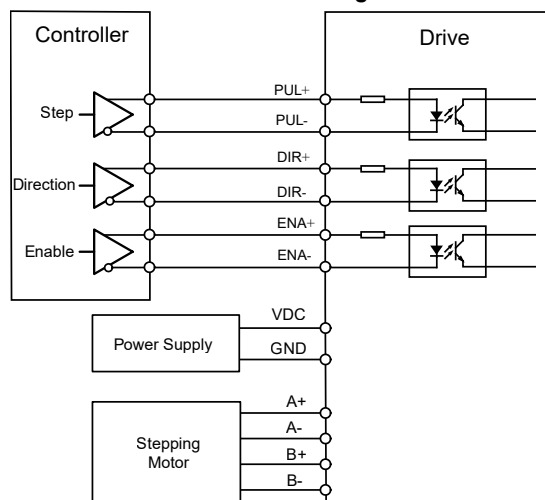 Controller
Drive
Step
PUL+
PUL-
Direction
DIR+
DIR-
Enable
ENA+
ENA-
Power Supply
VDC
GND
Stepping
Motor
A+
A-
B+
B-